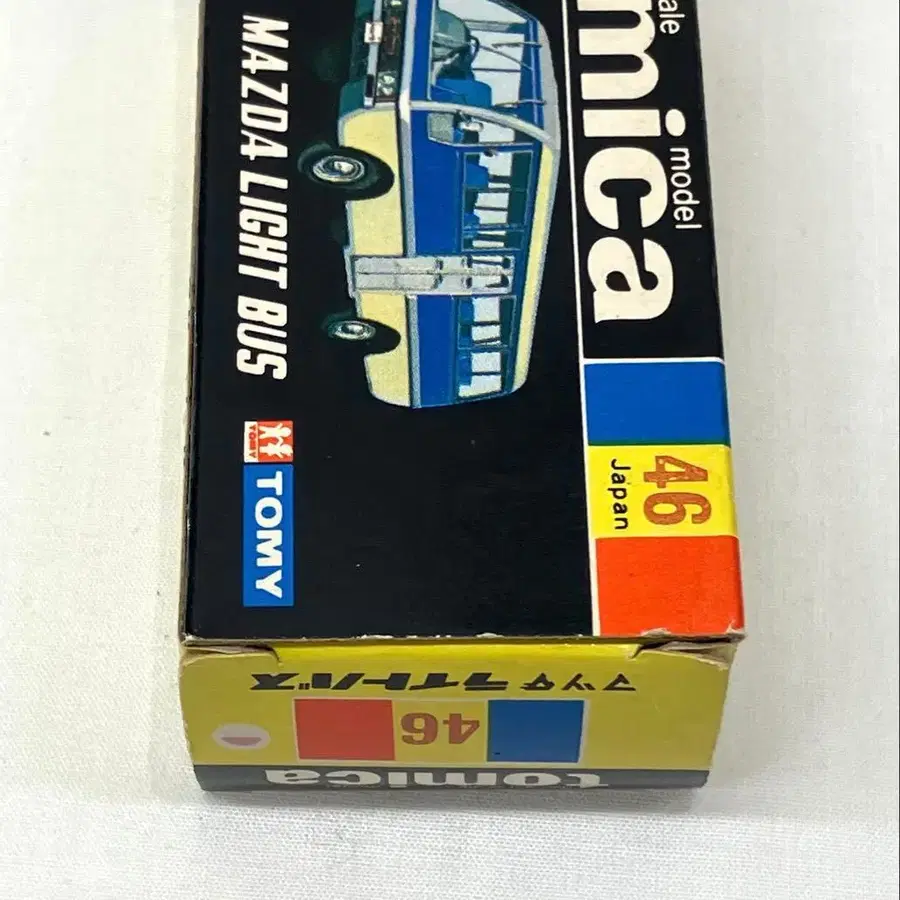 ale model
mica
46
Japan
MAZDA LIGHT BUS
TOMY
TOMY
マツダ ライトバス
46
tomica